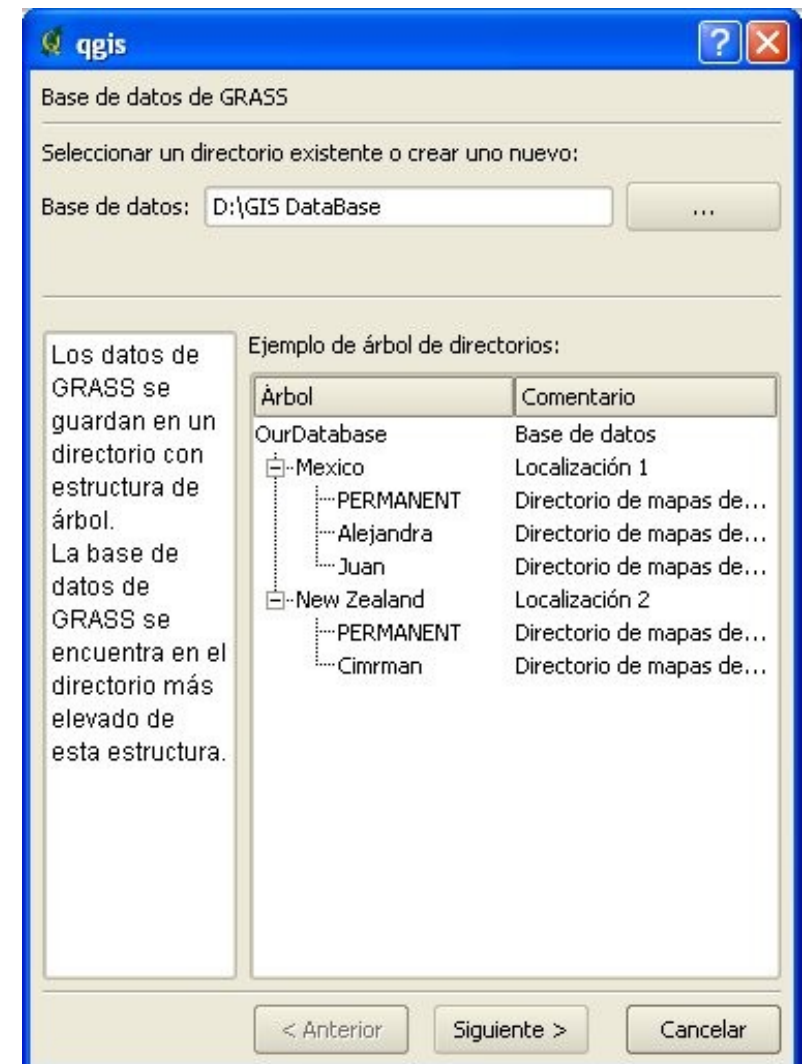 qgis
Base de datos de GRASS
Seleccionar un directorio existente o crear uno nuevo:
Base de datos: D:\GIS DataBase ...
Los datos de
GRASS se
guardan en un
directorio con
estructura de
árbol.
La base de
datos de
GRASS se
encuentra en el
directorio más
elevado de
esta estructura.
Ejemplo de árbol de directorios:
Árbol Comentario
OurDatabase Base de datos
Mexico Localización 1
PERMANENT Directorio de mapas de...
Alejandra Directorio de mapas de...
Juan Directorio de mapas de...
New Zealand Localización 2
PERMANENT Directorio de mapas de...
Cimrman Directorio de mapas de...
< Anterior Siguiente > Cancelar